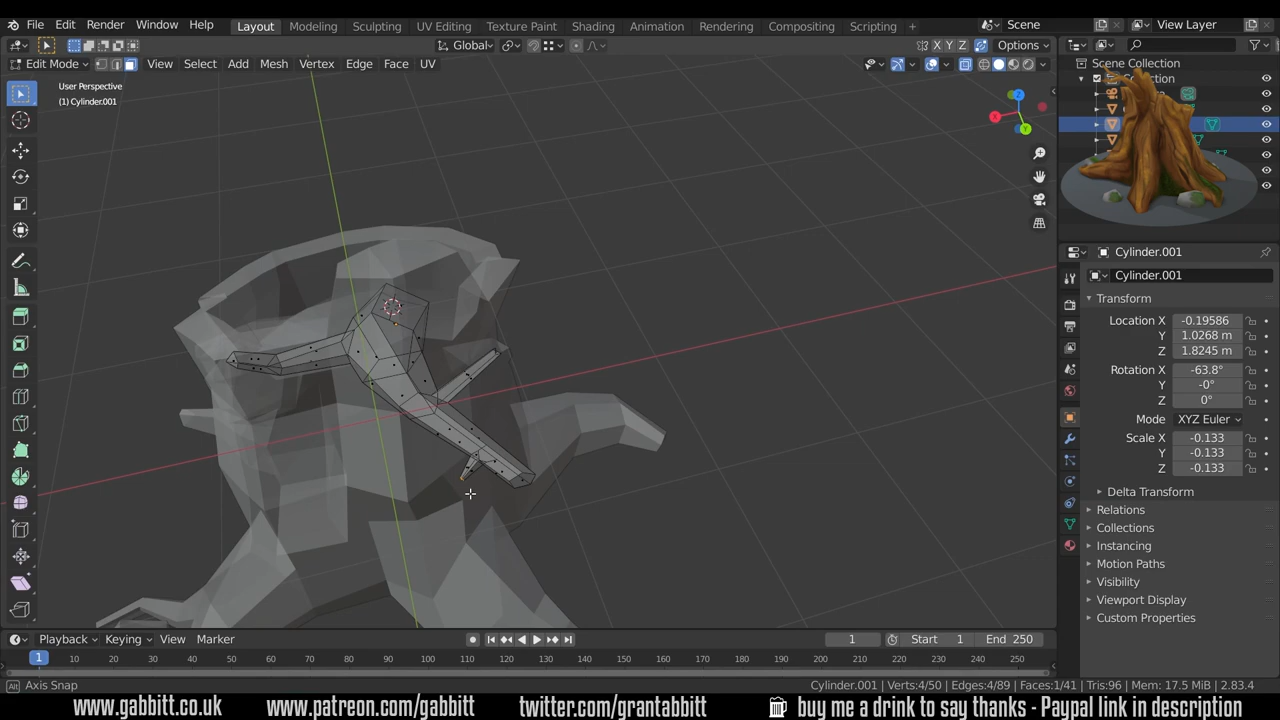 File Edit Render Window Help Layout Modeling Sculpting UV Editing Texture Paint Shading Animation Rendering Compositing Scripting + Scene View Layer
Global Options
Edit Mode View Select Add Mesh Vertex Edge Face UV
X Y Z
User Perspective
(1) Cylinder.001
Scene Collection
Cylinder.001
Cylinder.001
Transform
Location X -0.19586
Y 1.0268 m
Z 1.8245 m
Rotation X -63.8°
Y -0°
Z 0°
Mode XYZ Euler
Scale X -0.133
Y -0.133
Z -0.133
Delta Transform
Relations
Collections
Instancing
Motion Paths
Visibility
Viewport Display
Custom Properties
Playback Keying View Marker 1 Start 1 End 250
1 10 20 30 40 50 60 70 80 90 100 110 120 130 140 150 160 170 180 190 200 210 220 230 240 250
Alt Axis Snap Cylinder.001 | Verts:4/50 | Edges:4/89 | Faces:1/41 | Tris:96 | Mem: 17.5 MiB | 2.83.4
www.gabbitt.co.uk www.patreon.com/gabbitt twitter.com/grantabbitt buy me a drink to say thanks - Paypal link in description